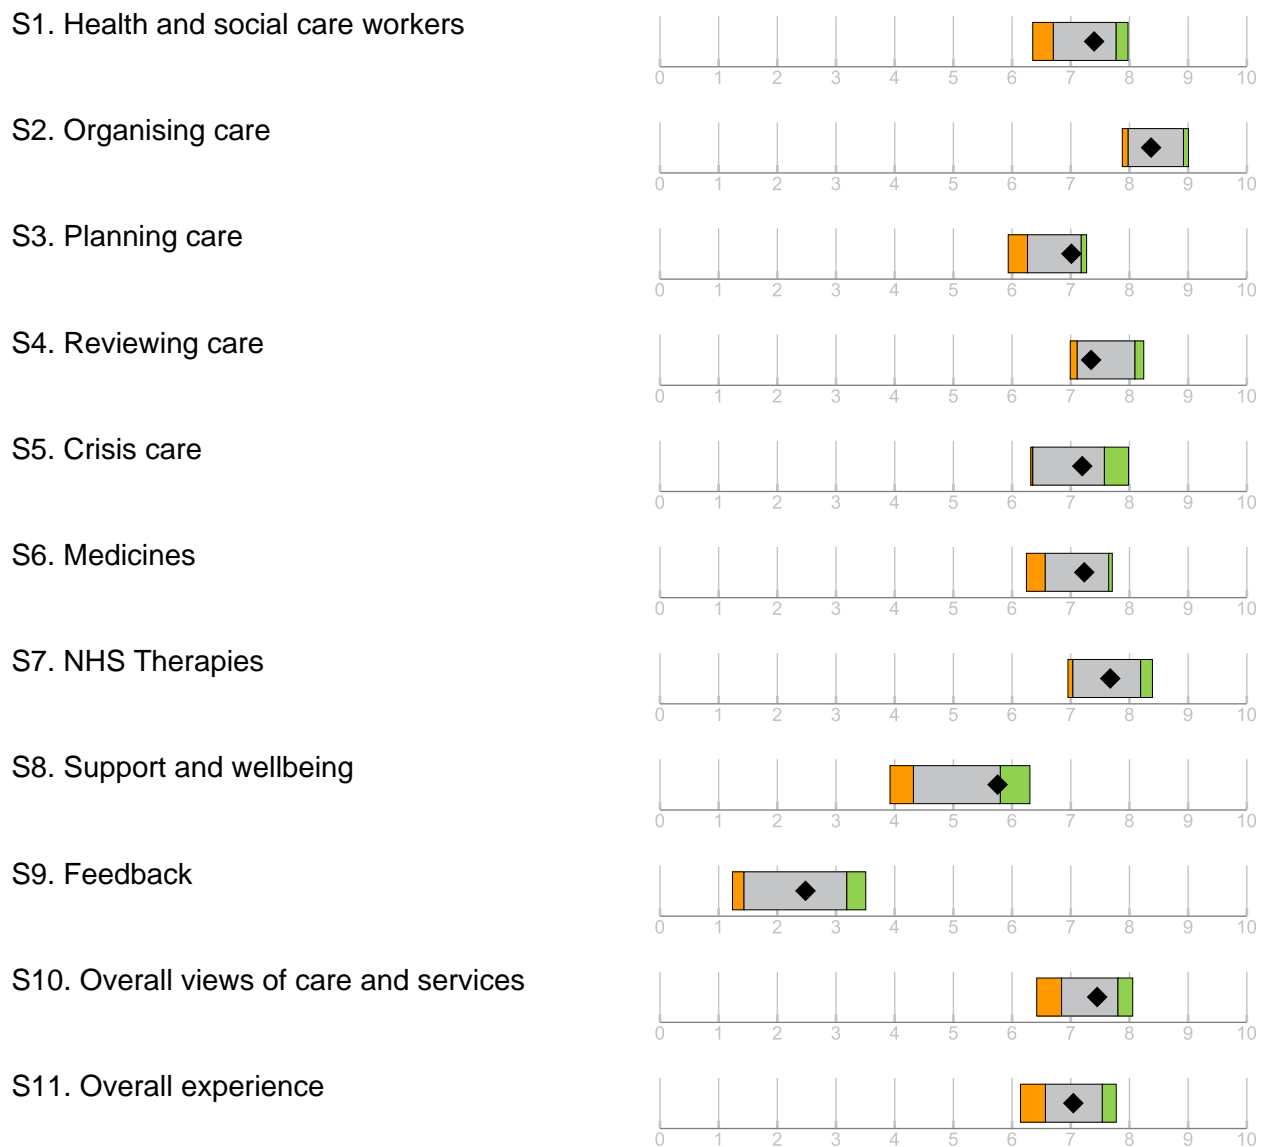 S1. Health and social care workers
0 1 2 3 4 5 6 7 8 9 10
S2. Organising care
0 1 2 3 4 5 6 7 8 9 10
S3. Planning care
0 1 2 3 4 5 6 7 8 9 10
S4. Reviewing care
0 1 2 3 4 5 6 7 8 9 10
S5. Crisis care
0 1 2 3 4 5 6 7 8 9 10
S6. Medicines
0 1 2 3 4 5 6 7 8 9 10
S7. NHS Therapies
0 1 2 3 4 5 6 7 8 9 10
S8. Support and wellbeing
0 1 2 3 4 5 6 7 8 9 10
S9. Feedback
0 1 2 3 4 5 6 7 8 9 10
S10. Overall views of care and services
0 1 2 3 4 5 6 7 8 9 10
S11. Overall experience
0 1 2 3 4 5 6 7 8 9 10